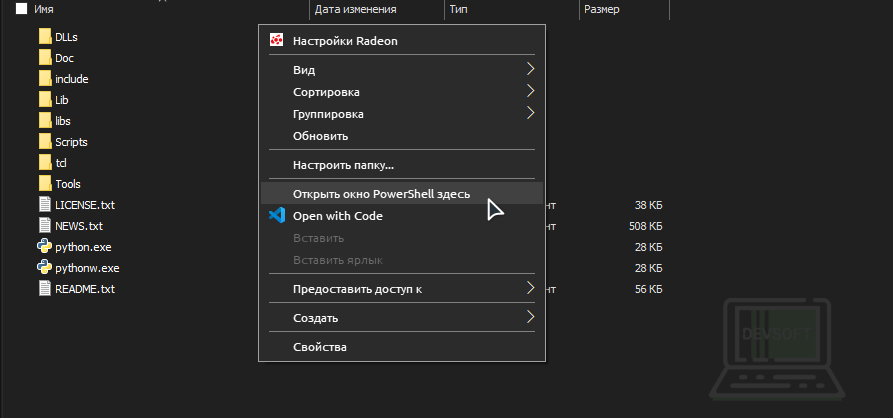 Имя Дата изменения Тип Размер
DLLs
Настройки Radeon
Doc
include
Вид
Lib
Сортировка
libs
Группировка
Scripts
Обновить
tcl
Настроить папку...
Tools
Открыть окно PowerShell здесь
LICENSE.txt нт 38 КБ
Open with Code
NEWS.txt нт 508 КБ
Вставить
python.exe 28 КБ
Вставить ярлык
pythonw.exe 28 КБ
README.txt Предоставить доступ к нт 56 КБ
Создать
DEVSOFT
Свойства